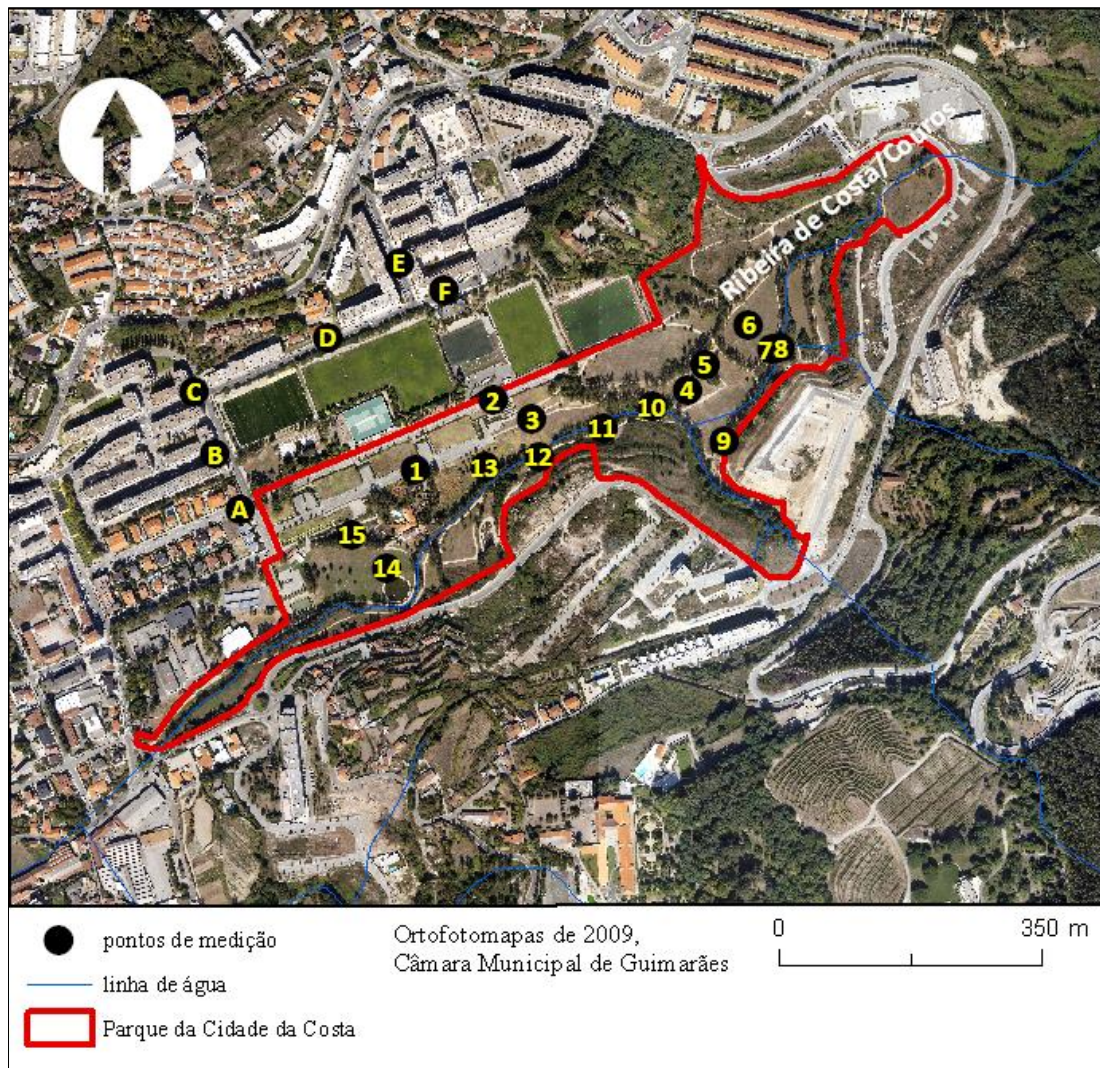 Ribeira de Costa/Couros
E
F
D
6
78
5
C
4
2
10
3
11
B
9
12
13
1
A
15
14
pontos de medição
linha de água
Parque da Cidade da Costa
Ortofotomapas de 2009,
Câmara Municipal de Guimarães
0 350 m